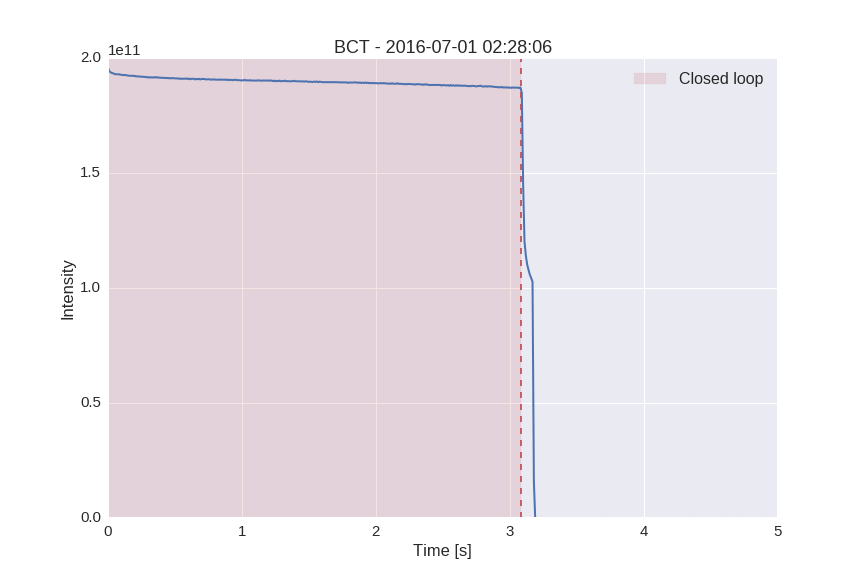 BCT - 2016-07-01 02:28:06
1e11
2.0
1.5
1.0
0.5
0.0
Intensity
Closed loop
0 1 2 3 4 5
Time [s]